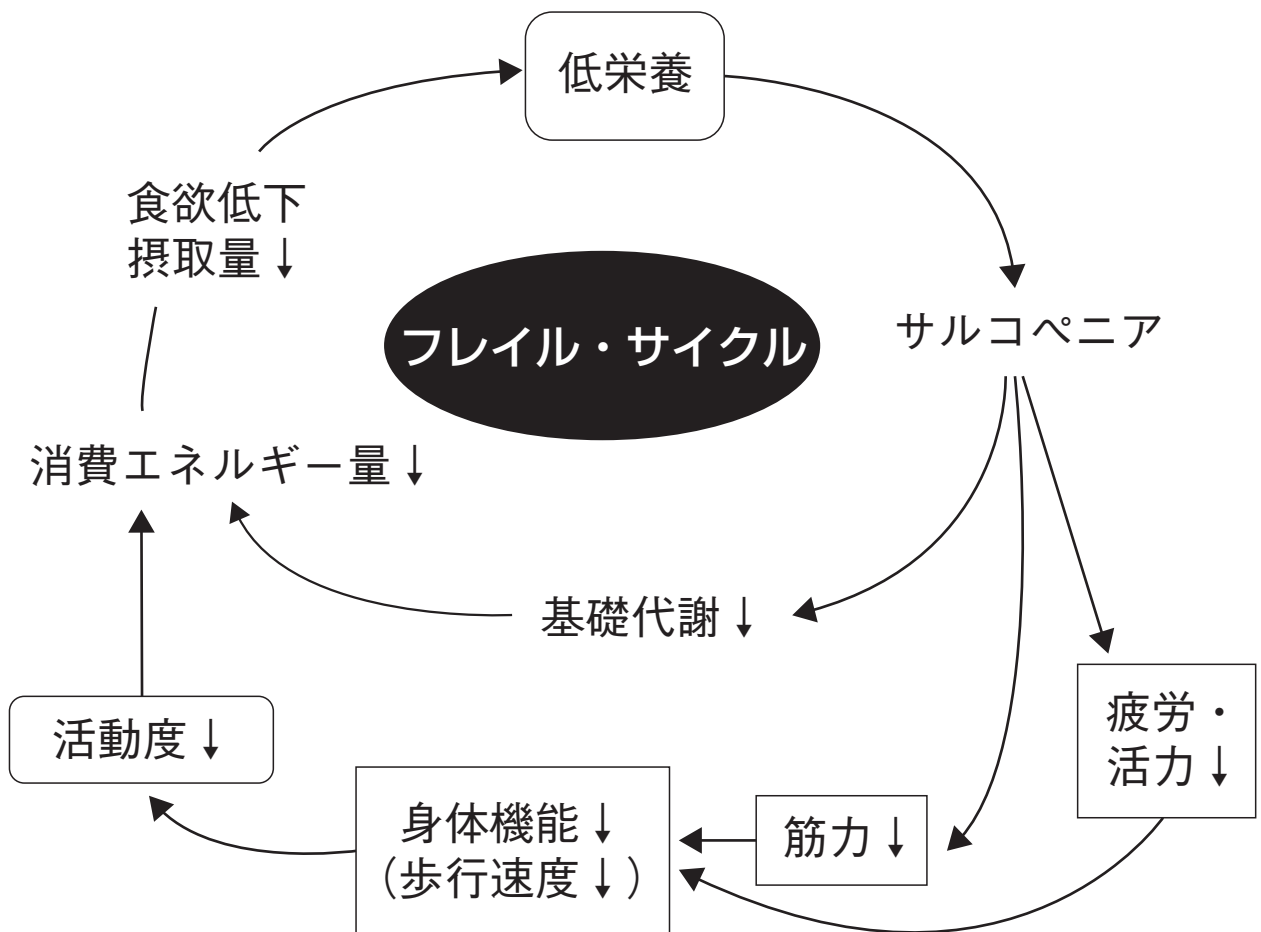 低栄養
食欲低下
摂取量↓
フレイル・サイクル
サルコペニア
消費エネルギー量↓
基礎代謝↓
疲労・
活力↓
活動度↓
身体機能↓
(歩行速度↓)
筋力↓